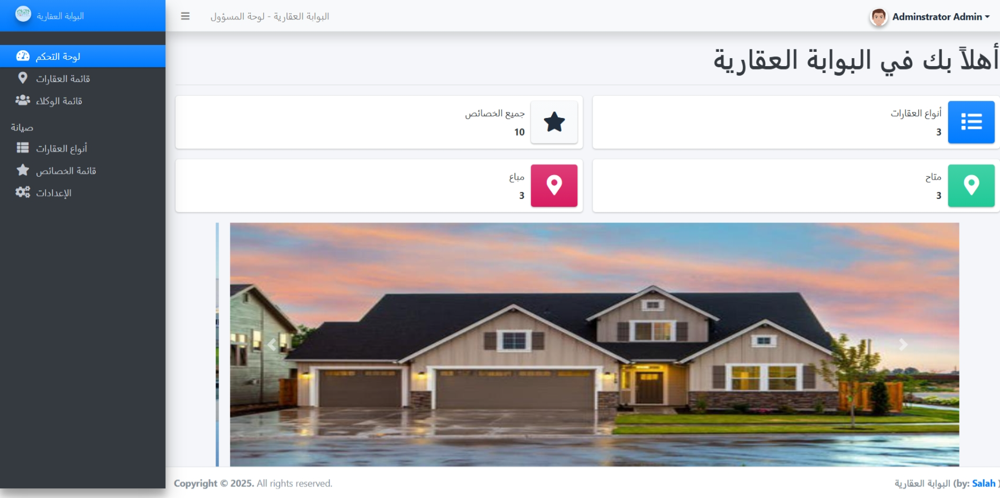 البوابة العقارية
البوابة العقارية - لوحة المسؤول
Adminstrator Admin
لوحة التحكم
قائمة العقارات
قائمة الوكلاء
صيانة
أنواع العقارات
قائمة الخصائص
الإعدادات
أهلاً بك في البوابة العقارية
أنواع العقارات
3
جميع الخصائص
10
متاح
3
مباع
3
Copyright © 2025. All rights reserved.
البوابة العقارية (by: Salah )